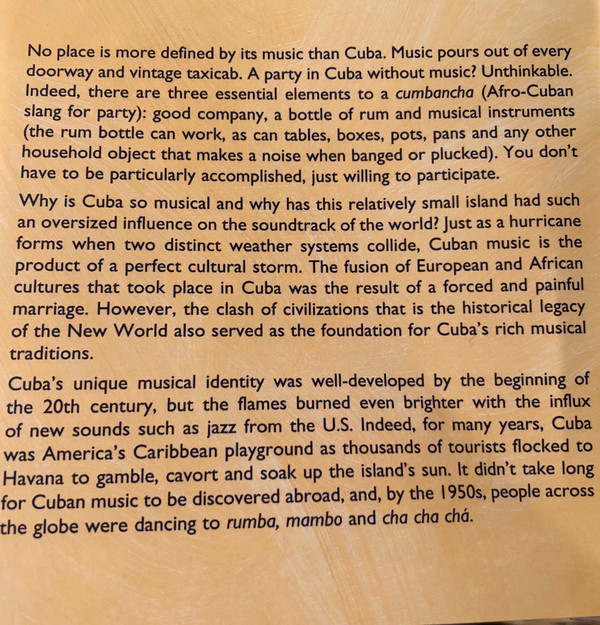 No place is more defined by its music than Cuba. Music pours out of every
doorway and vintage taxicab. A party in Cuba without music? Unthinkable.
Indeed, there are three essential elements to a cumbancha (Afro-Cuban
slang for party): good company, a bottle of rum and musical instruments
(the rum bottle can work, as can tables, boxes, pots, pans and any other
household object that makes a noise when banged or plucked). You don't
have to be particularly accomplished, just willing to participate.
Why is Cuba so musical and why has this relatively small island had such
an oversized influence on the soundtrack of the world? Just as a hurricane
forms when two distinct weather systems collide, Cuban music is the
product of a perfect cultural storm. The fusion of European and African
cultures that took place in Cuba was the result of a forced and painful
marriage. However, the clash of civilizations that is the historical legacy
of the New World also served as the foundation for Cuba's rich musical
traditions.
Cuba's unique musical identity was well-developed by the beginning of
the 20th century, but the flames burned even brighter with the influx
of new sounds such as jazz from the U.S. Indeed, for many years, Cuba
was America's Caribbean playground as thousands of tourists flocked to
Havana to gamble, cavort and soak up the island's sun. It didn't take long
for Cuban music to be discovered abroad, and, by the 1950s, people across
the globe were dancing to rumba, mambo and cha cha chá.